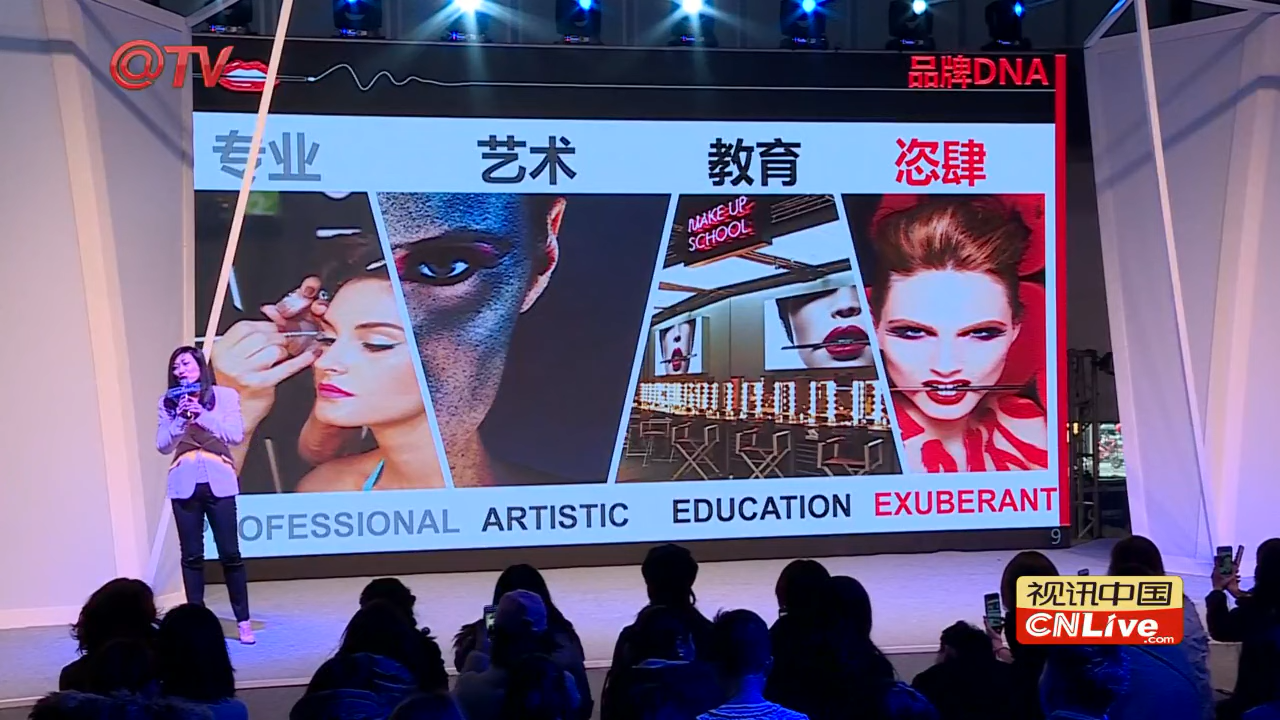 @TV
品牌DNA
专业
艺术
教育
恣肆
MAKE UP
SCHOOL
OFESSIONAL
ARTISTIC
EDUCATION
EXUBERANT
9
视讯中国
CNLive.com